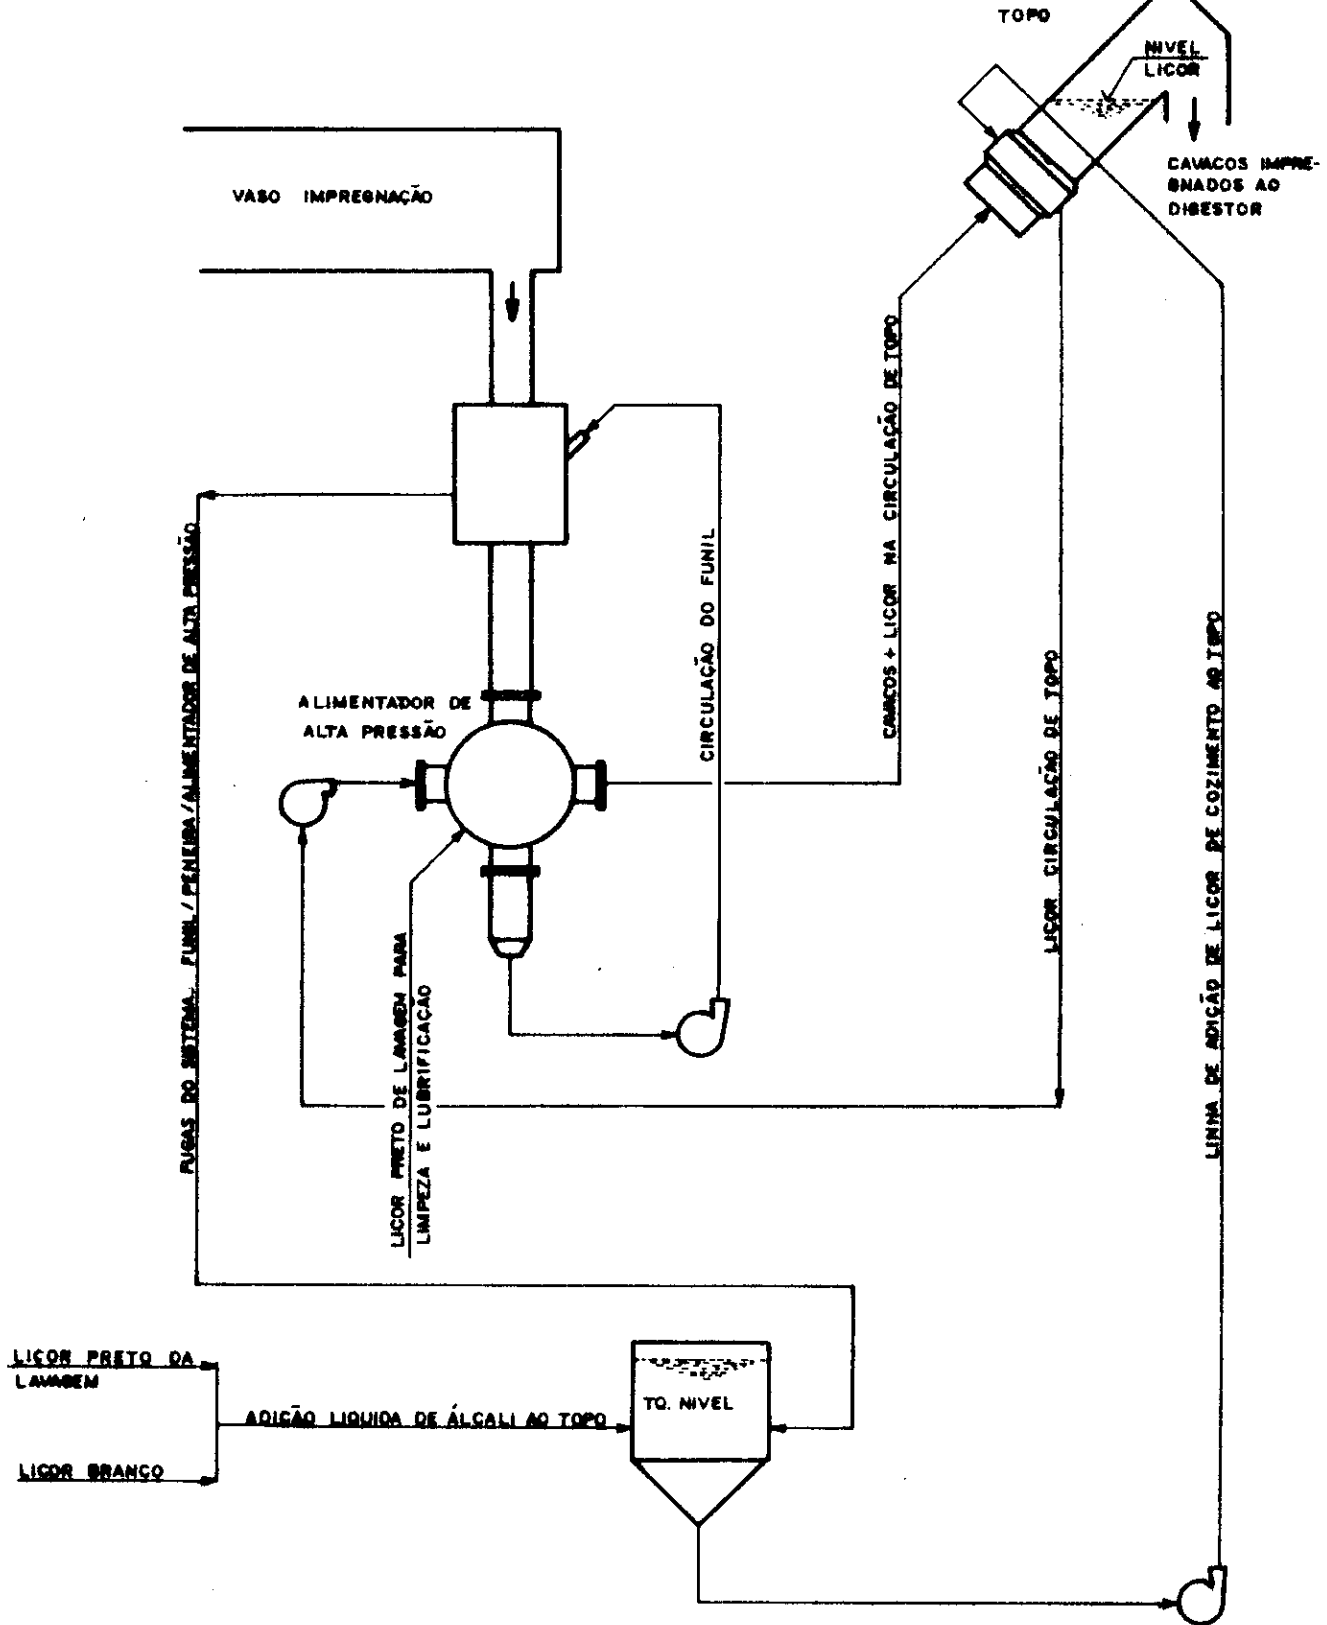 TOPO
NIVEL
LICOR
CAVACOS IMPRE-
GNADOS AO
DIGESTOR
VASO IMPREGNAÇÃO
CAVACOS + LICOR NA CIRCULAÇÃO DE TOPO
CIRCULAÇÃO DO FUNIL
FUGAS DO SISTEMA. FUNIL / PENEIRA / ALIMENTADOR DE ALTA PRESSÃO
ALIMENTADOR DE
ALTA PRESSÃO
LICOR CIRCULAÇÃO DE TOPO
LINHA DE ADIÇÃO DE LICOR DE COZIMENTO AO TOPO
LICOR PRETO DE LAVAGEM PARA
LIMPEZA E LUBRIFICAÇÃO
LICOR PRETO DA
LAVAGEM
ADIÇÃO LIQUIDA DE ÁLCALI AO TOPO
TQ. NIVEL
LICOR BRANCO